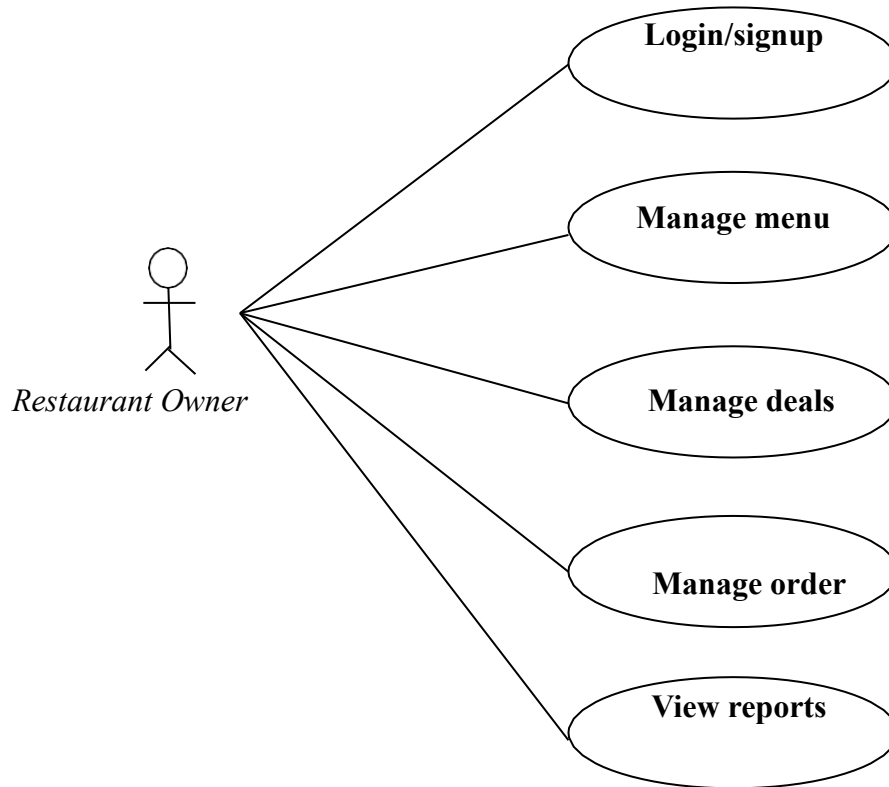 Login/signup
Manage menu
Restaurant Owner
Manage deals
Manage order
View reports